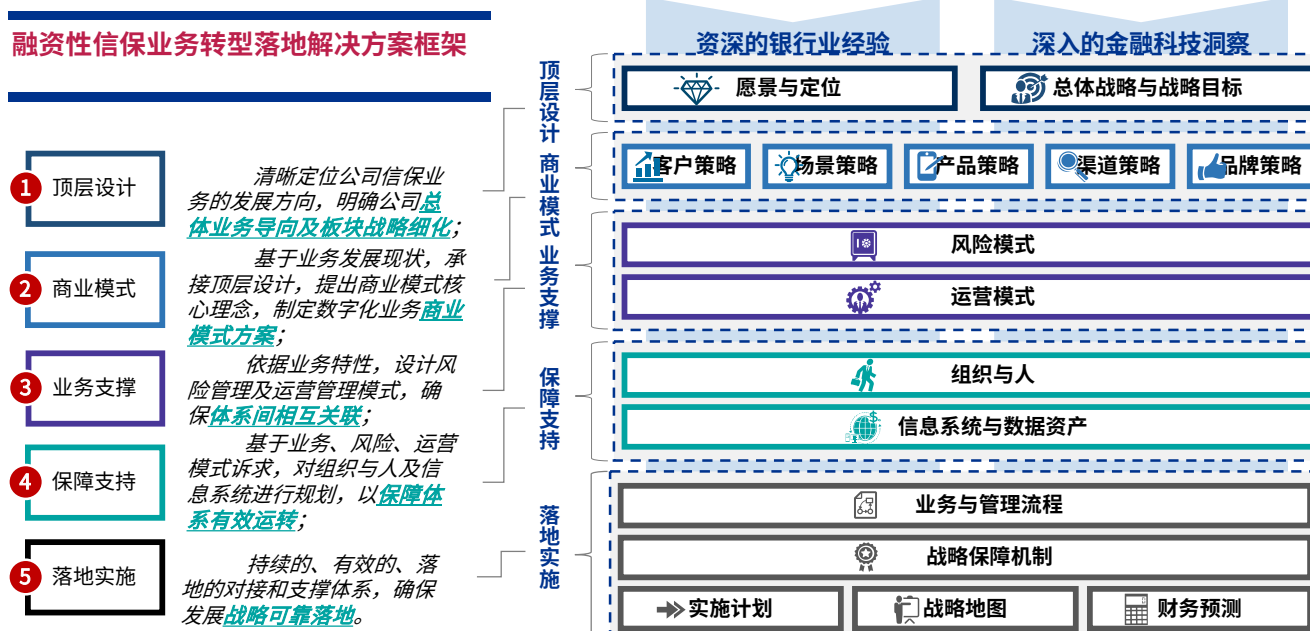 融资性信保业务转型落地解决方案框架
资深的银行业经验
深入的金融科技洞察
顶层设计
愿景与定位
总体战略与战略目标
商业模式
客户策略
场景策略
产品策略
渠道策略
品牌策略
业务支撑
风险模式
运营模式
保障支持
组织与人
信息系统与数据资产
落地实施
业务与管理流程
战略保障机制
实施计划
战略地图
财务预测
1
顶层设计
清晰定位公司信保业
务的发展方向，明确公司总
体业务导向及板块战略细化；
2
商业模式
基于业务发展现状，承
接顶层设计，提出商业模式核
心理念，制定数字化业务商业
模式方案；
3
业务支撑
依据业务特性，设计风
险管理及运营管理模式，确
保体系间相互关联；
4
保障支持
基于业务、风险、运营
模式诉求，对组织与人及信
息系统进行规划，以保障体
系有效运转；
5
落地实施
持续的、有效的、落
地的对接和支撑体系，确保
发展战略可靠落地。